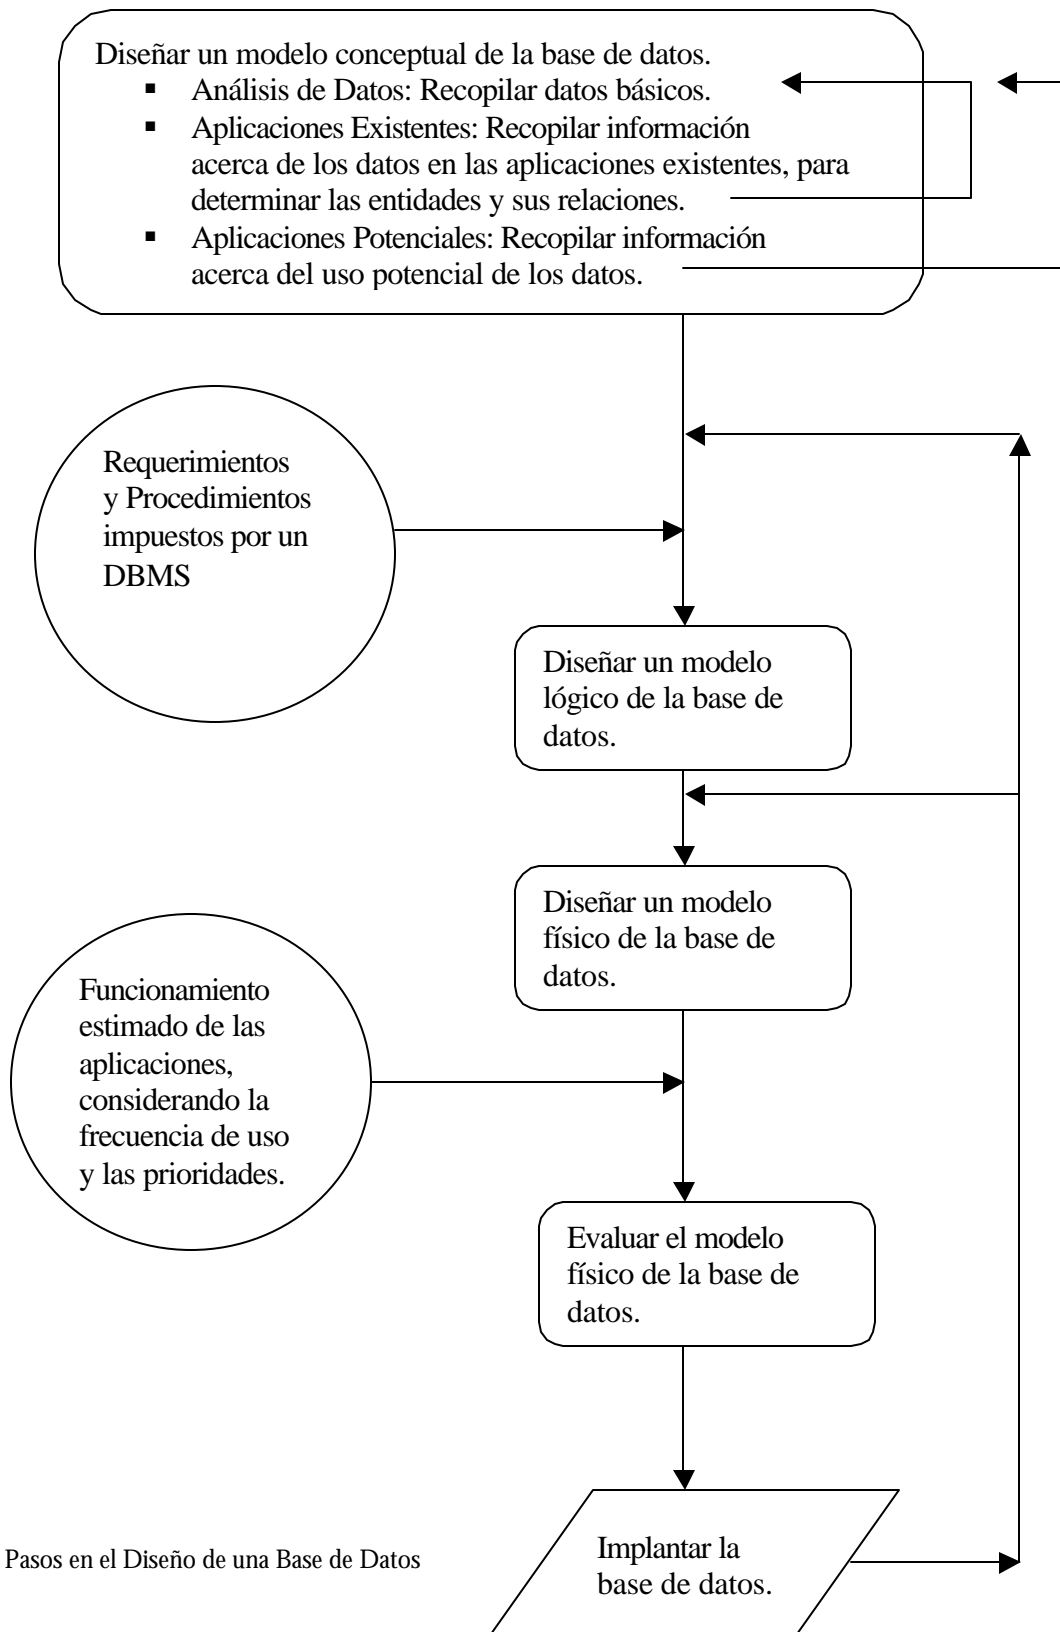 Diseñar un modelo conceptual de la base de datos.
▪ Análisis de Datos: Recopilar datos básicos.
▪ Aplicaciones Existentes: Recopilar información
acerca de los datos en las aplicaciones existentes, para
determinar las entidades y sus relaciones.
▪ Aplicaciones Potenciales: Recopilar información
acerca del uso potencial de los datos.
Requerimientos
y Procedimientos
impuestos por un
DBMS
Diseñar un modelo
lógico de la base de
datos.
Diseñar un modelo
físico de la base de
datos.
Funcionamiento
estimado de las
aplicaciones,
considerando la
frecuencia de uso
y las prioridades.
Evaluar el modelo
físico de la base de
datos.
Implantar la
base de datos.
Pasos en el Diseño de una Base de Datos